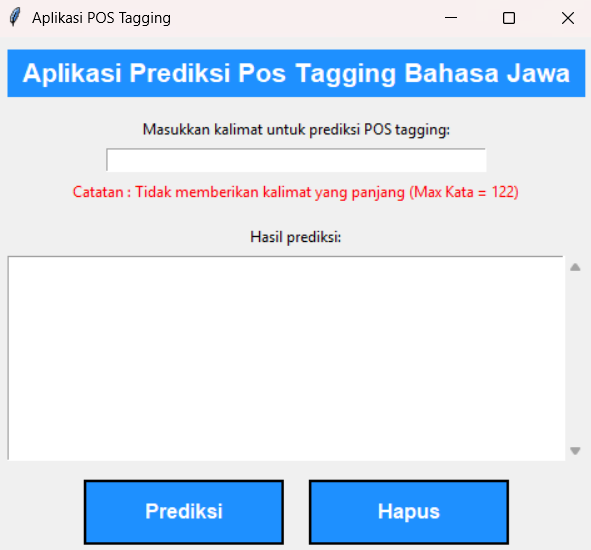 Aplikasi POS Tagging
Aplikasi Prediksi Pos Tagging Bahasa Jawa
Masukkan kalimat untuk prediksi POS tagging:
Catatan : Tidak memberikan kalimat yang panjang (Max Kata = 122)
Hasil prediksi:
Prediksi
Hapus